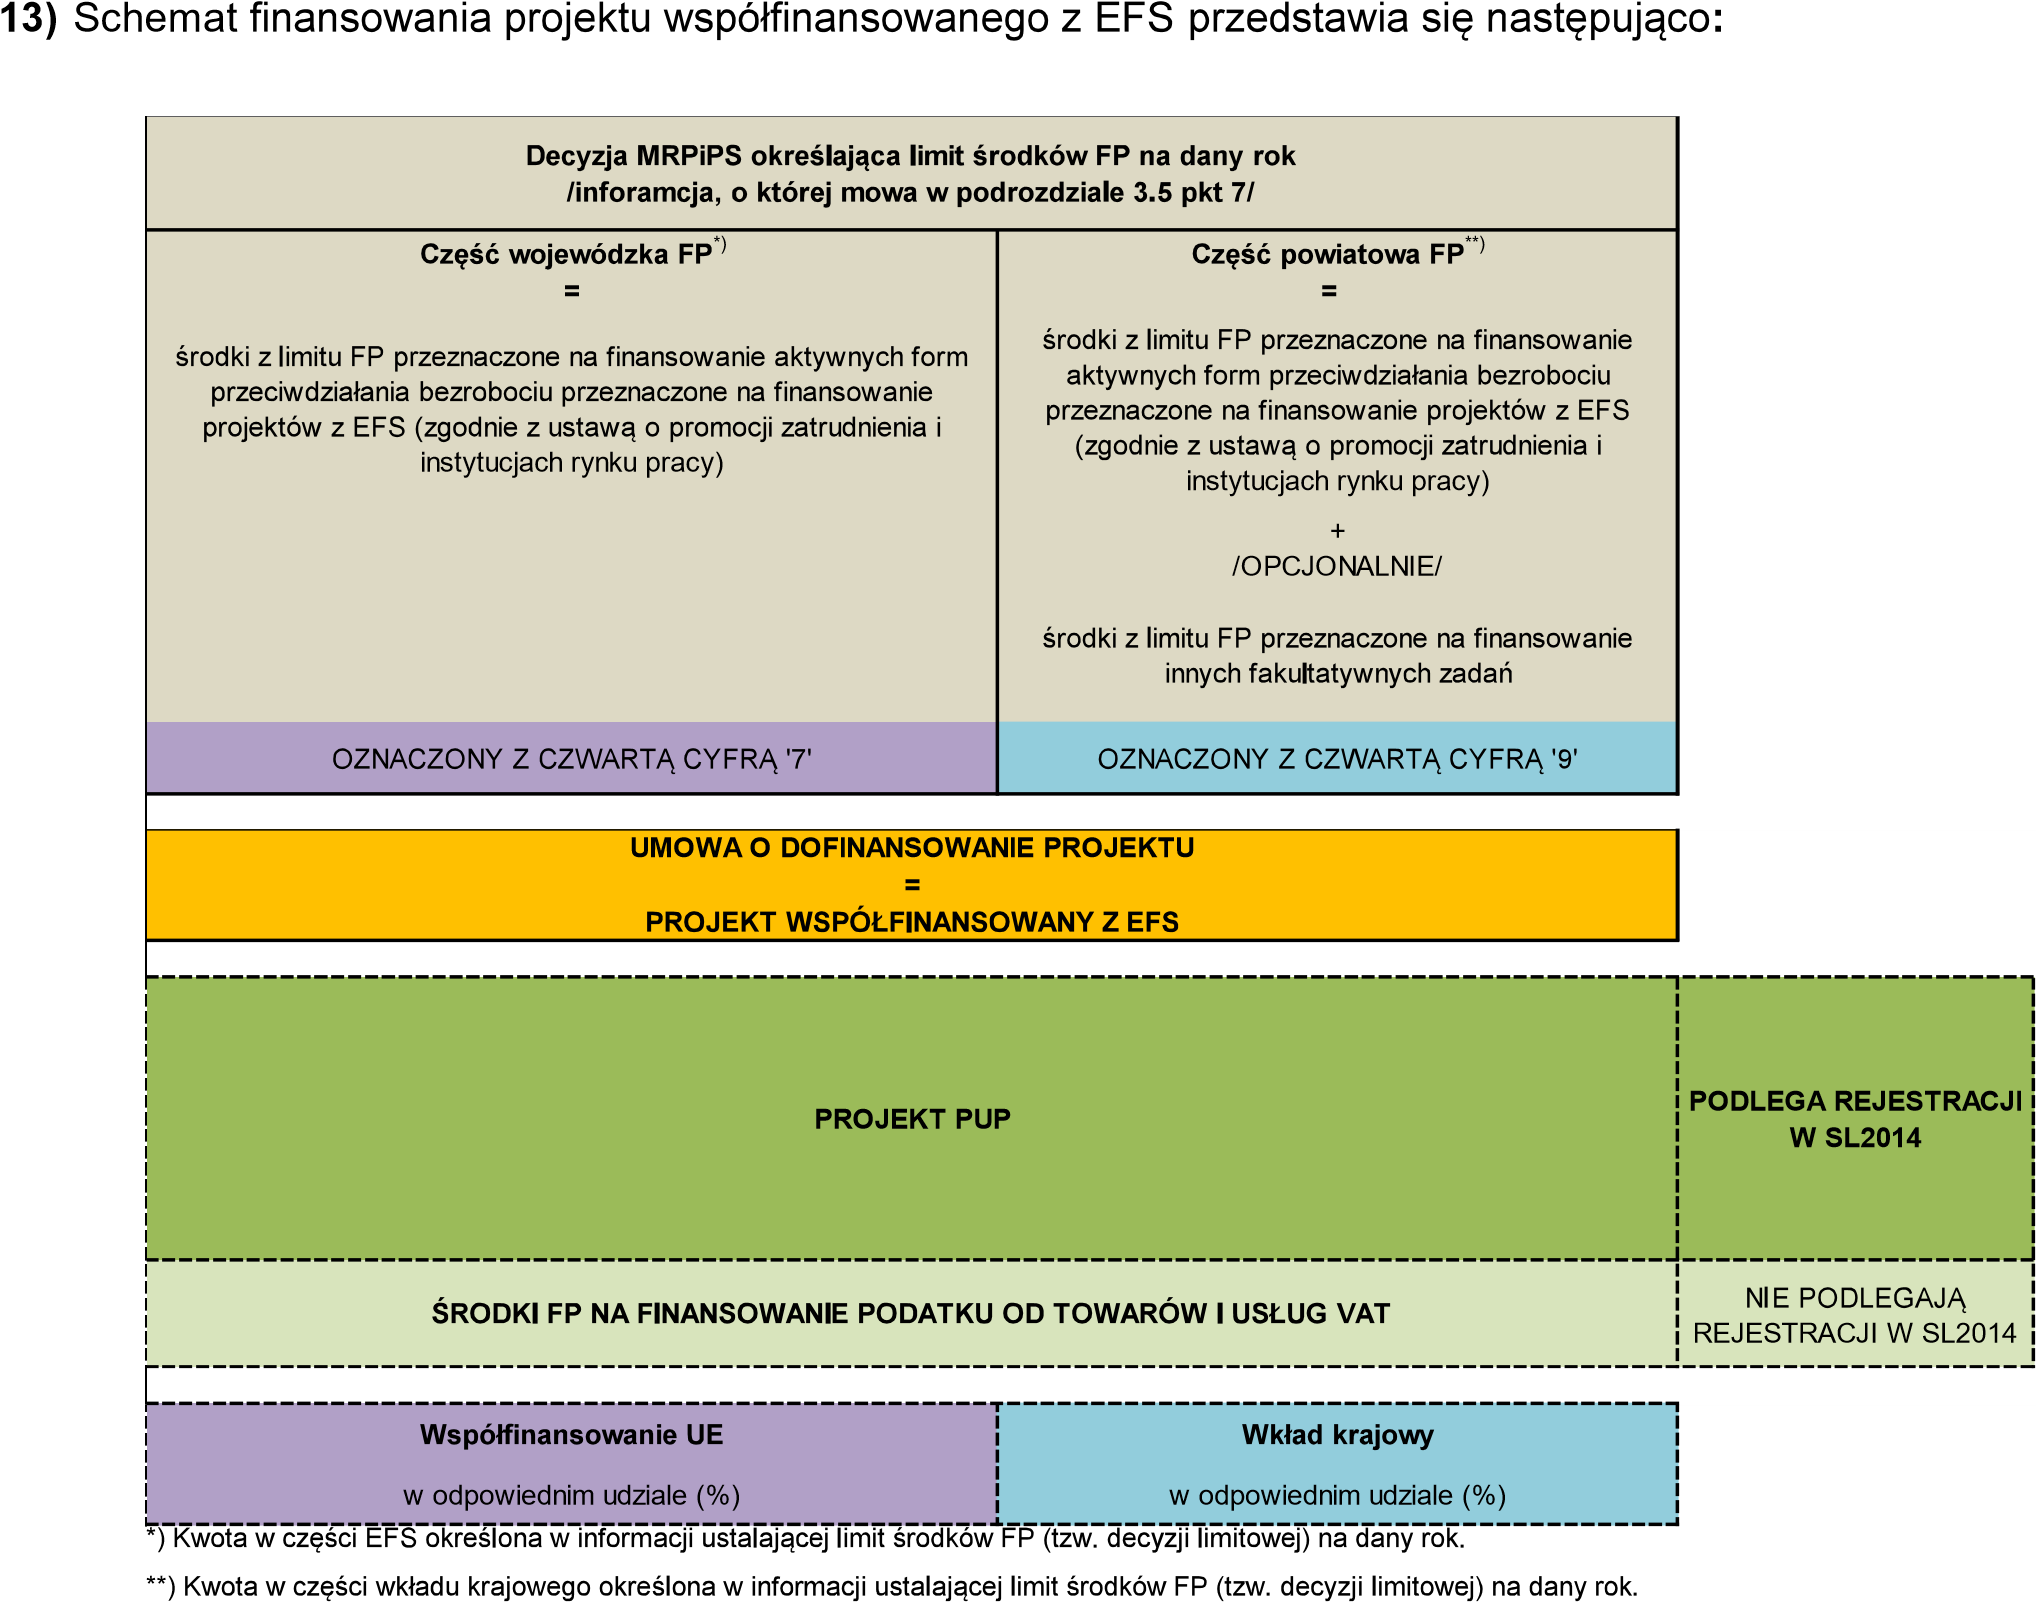 13) Schemat finansowania projektu współfinansowanego z EFS przedstawia się następująco:
Decyzja MRPiPS określająca limit środków FP na dany rok
/inforamcja, o której mowa w podrozdziale 3.5 pkt 7/
Część wojewódzka FP*)
=
środki z limitu FP przeznaczone na finansowanie aktywnych form
przeciwdziałania bezrobociu przeznaczone na finansowanie
projektów z EFS (zgodnie z ustawą o promocji zatrudnienia i
instytucjach rynku pracy)
OZNACZONY Z CZWARTĄ CYFRĄ '7'
Część powiatowa FP**)
=
środki z limitu FP przeznaczone na finansowanie
aktywnych form przeciwdziałania bezrobociu
przeznaczone na finansowanie projektów z EFS
(zgodnie z ustawą o promocji zatrudnienia i
instytucjach rynku pracy)
+
/OPCJONALNIE/
środki z limitu FP przeznaczone na finansowanie
innych fakultatywnych zadań
OZNACZONY Z CZWARTĄ CYFRĄ '9'
UMOWA O DOFINANSOWANIE PROJEKTU
=
PROJEKT WSPÓŁFINANSOWANY Z EFS
PROJEKT PUP
PODLEGA REJESTRACJI
W SL2014
ŚRODKI FP NA FINANSOWANIE PODATKU OD TOWARÓW I USŁUG VAT
NIE PODLEGAJĄ
REJESTRACJI W SL2014
Współfinansowanie UE
w odpowiednim udziale (%)
Wkład krajowy
w odpowiednim udziale (%)
*) Kwota w części EFS określona w informacji ustalającej limit środków FP (tzw. decyzji limitowej) na dany rok.
**) Kwota w części wkładu krajowego określona w informacji ustalającej limit środków FP (tzw. decyzji limitowej) na dany rok.